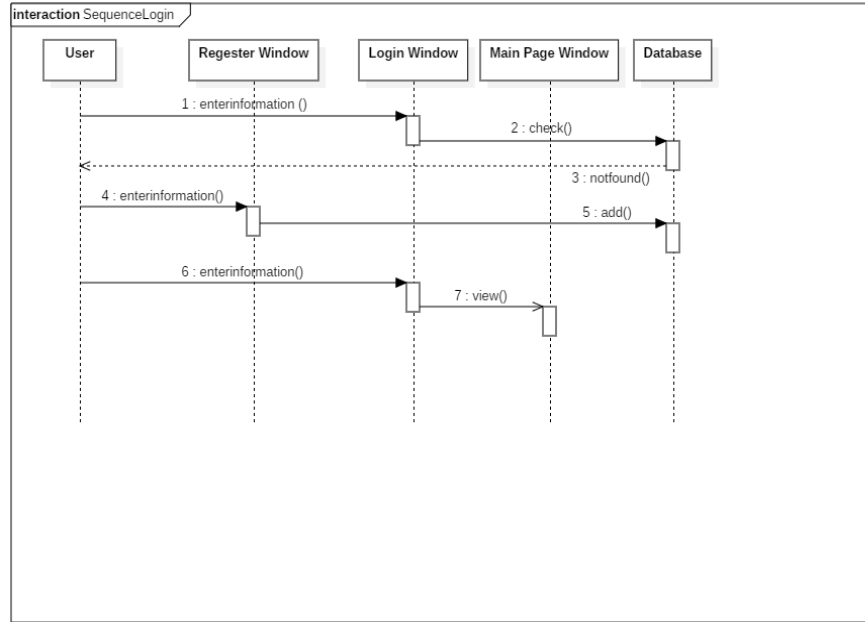 interaction SequenceLogin
User
Regester Window
Login Window
Main Page Window
Database
1 : enterinformation ()
2 : check()
3 : notfound()
4 : enterinformation()
5 : add()
6 : enterinformation()
7 : view()